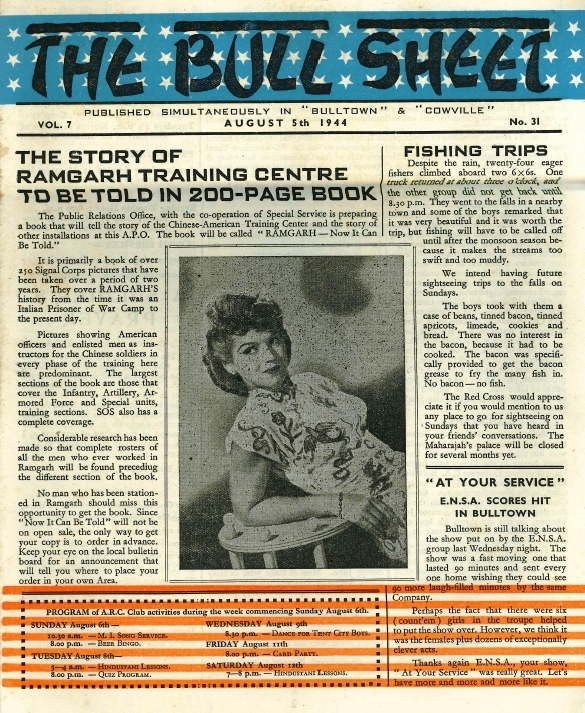 THE BULL SHEET
PUBLISHED SIMULTANEOUSLY IN "BULLTOWN" & "COWVILLE"
VOL. 7 AUGUST 5th 1944 No. 31
THE STORY OF
RAMGARH TRAINING CENTRE
TO BE TOLD IN 200-PAGE BOOK
The Public Relations Office, with the co-operation of Special Service is preparing
a book that will tell the story of the Chinese-American Training Center and the story of
other installations at this A.P.O. The book will be called "RAMGARH—Now It Can
Be Told."
It is primarily a book of over
250 Signal Corps pictures that have
been taken over a period of two
years. They cover RAMGARH'S
history from the time it was an
Italian Prisoner of War Camp to
the present day.
Pictures showing American
officers and enlisted men as ins-
tructors for the Chinese soldiers in
every phase of the training here
are predominant. The largest
sections of the book are those that
cover the Infantry, Artillery, Ar-
mored Force and Special units,
training sections. SOS also has a
complete coverage.
Considerable research has been
made so that complete rosters of
all the men who ever worked in
Ramgarh will be found preceding
the different section of the book.
No man who has been station-
ed in Ramgarh should miss this
opportunity to get the book. Since
"Now It Can Be Told" will not be
on open sale, the only way to get
your copy is to order in advance.
Keep your eye on the local bulletin
board for an announcement that
will tell you where to place your
order in your own Area.
FISHING TRIPS
Despite the rain, twenty-four eager
fishers climbed aboard two 6x6s. One
truck returned at about three o'clock, and
the other group did not get back until
8.30 p.m. They went to the falls in a nearby
town and some of the boys remarked that
it was very beautiful and it was worth the
trip, but fishing will have to be called off
until after the monsoon season be-
cause it makes the streams too
swift and too muddy.
We intend having future
sightseeing trips to the falls on
Sundays.
The boys took with them a
case of beans, tinned bacon, tinned
apricots, limeade, cookies and
bread. There was no interest in
the bacon, because it had to be
cooked. The bacon was specifi-
cally provided to get the bacon
grease to fry the many fish in.
No bacon—no fish.
The Red Cross would appre-
ciate it if you would mention to us
any place to go for sightseeing on
Sundays that you have heard in
your friends' conversations. The
Maharajah's palace will be closed
for several months yet.
"AT YOUR SERVICE"
E.N.S.A. SCORES HIT
IN BULLTOWN
Bulltown is still talking about
the show put on by the E.N.S.A.
group last Wednesday night. The
show was a fast moving one that
lasted 90 minutes and sent every
one home wishing they could see
90 more laugh-filled minutes by the same
Company.
Perhaps the fact that there were six
(count'em) girls in the troupe helped
to put the show over. However, we think it
was the females plus dozens of exceptionally
clever acts.
Thanks again E.N.S.A., your show,
"At Your Service" was really great. Let's
have more and more and more like it.
PROGRAM of A.R.C. Club activities during the week commencing Sunday August 6th.
SUNDAY August 6th—
10.30 a.m. — M. I. SONG SERVICE.
8.00 p.m. — BEER BINGO.
TUESDAY August 8th—
8.00 p.m. — QUIZ PROGRAM.
WEDNESDAY August 9th
8.30 p.m. — DANCE FOR TENT CITY BOYS.
FRIDAY August 11th
8.00 p.m. — CARD PARTY.
SATURDAY August 12th
7—8 p.m. — HINDUSTANI LESSONS.